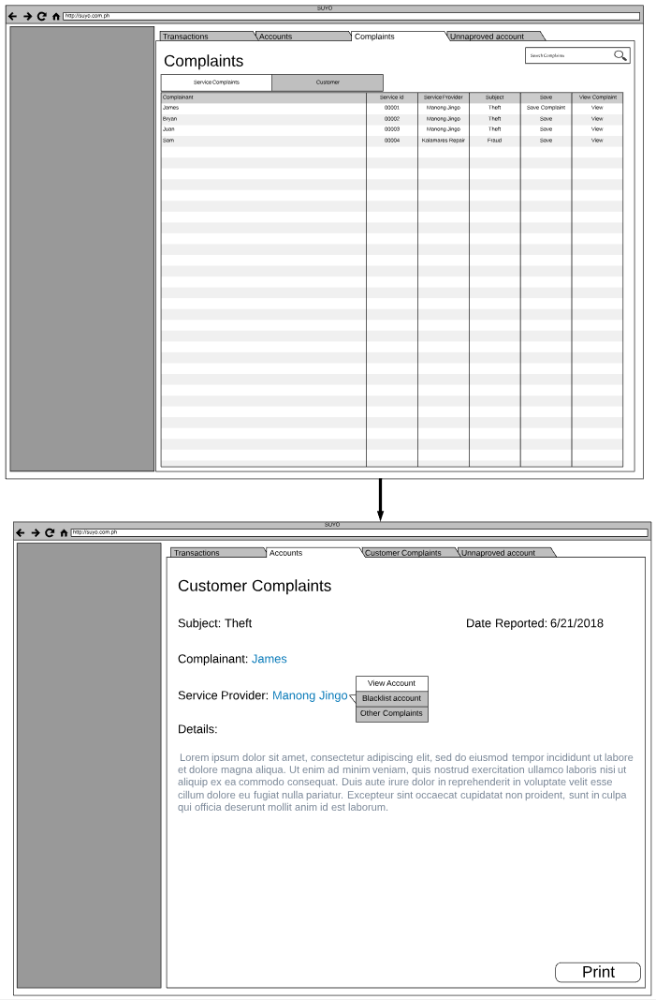 SUYO
http://suyo.com.ph
Transactions Accounts Complaints Unnaproved account
Complaints
Search Complaints
Service Complaints Customer
Complainant Service id Service Provider Subject Save View Complaint
James 00001 Manong Jingo Theft Save Complaint View
Bryan 00002 Manong Jingo Theft Save View
Juan 00003 Manong Jingo Theft Save View
Sam 00004 Kalamares Repair Fraud Save View
SUYO
http://suyo.com.ph
Transactions Accounts Customer Complaints Unnaproved account
Customer Complaints
Subject: Theft Date Reported: 6/21/2018
Complainant: James
View Account
Service Provider: Manong Jingo Blacklist account
Other Complaints
Details:
Lorem ipsum dolor sit amet, consectetur adipiscing elit, sed do eiusmod tempor incididunt ut labore
et dolore magna aliqua. Ut enim ad minim veniam, quis nostrud exercitation ullamco laboris nisi ut
aliquip ex ea commodo consequat. Duis aute irure dolor in reprehenderit in voluptate velit esse
cillum dolore eu fugiat nulla pariatur. Excepteur sint occaecat cupidatat non proident, sunt in culpa
qui officia deserunt mollit anim id est laborum.
Print